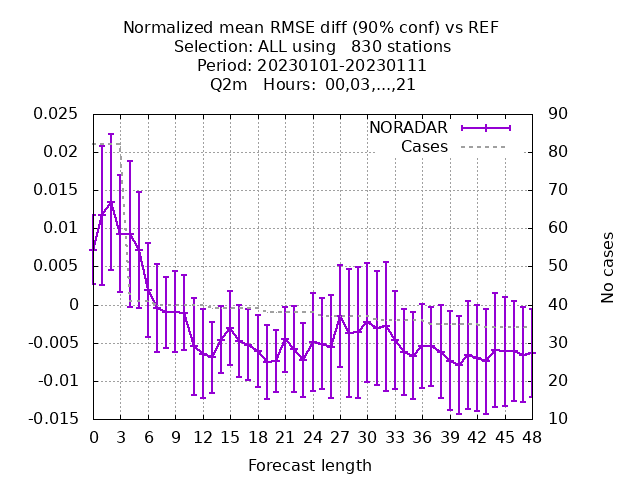 Normalized mean RMSE diff (90% conf) vs REF
Selection: ALL using   830 stations
Period: 20230101-20230111
Q2m   Hours:  00,03,...,21
NORADAR
Cases
0.025
0.02
0.015
0.01
0.005
0
-0.005
-0.01
-0.015
90
80
70
60
50
40
30
20
10
No cases
0 3 6 9 12 15 18 21 24 27 30 33 36 39 42 45 48
Forecast length